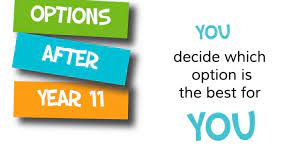 OPTIONS
AFTER
YEAR 11
YOU
decide which
option is
the best for
YOU